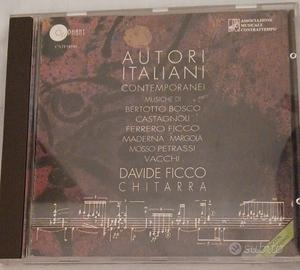 ASSOCIAZIONE
MUSICALE
CONTRATTEMPO
AUTORI
ITALIANI
CONTEMPORANEI
MUSICHE DI
BERTOTTO BOSCO
CASTAGNOLI
FERRERO FICCO
MADERNA MARGOLA
MOSSO PETRASSI
VACCHI
DAVIDE FICCO
CHITARRA
subito